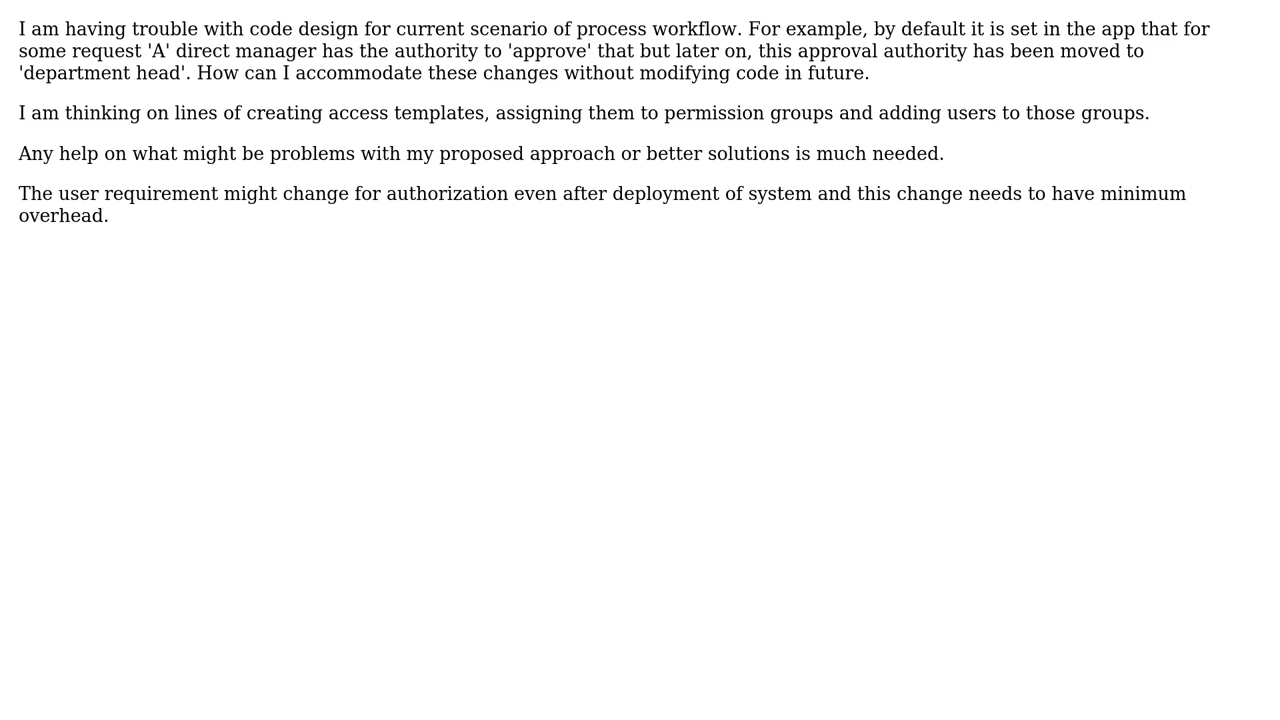 I am having trouble with code design for current scenario of process workflow. For example, by default it is set in the app that for
some request 'A' direct manager has the authority to 'approve' that but later on, this approval authority has been moved to
'department head'. How can I accommodate these changes without modifying code in future.
I am thinking on lines of creating access templates, assigning them to permission groups and adding users to those groups.
Any help on what might be problems with my proposed approach or better solutions is much needed.
The user requirement might change for authorization even after deployment of system and this change needs to have minimum
overhead.